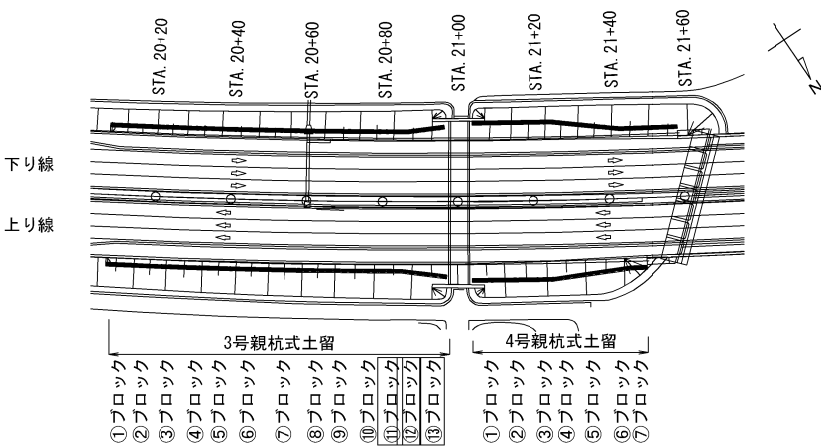 STA. 20+20
STA. 20+40
STA. 20+60
STA. 20+80
STA. 21+00
STA. 21+20
STA. 21+40
STA. 21+60
N
下り線
上り線
3号親杭式土留
4号親杭式土留
①ブロック
②ブロック
③ブロック
④ブロック
⑤ブロック
⑥ブロック
⑦ブロック
⑧ブロック
⑨ブロック
⑩ブロック
⑪ブロック
⑫ブロック
⑬ブロック
①ブロック
②ブロック
③ブロック
④ブロック
⑤ブロック
⑥ブロック
⑦ブロック